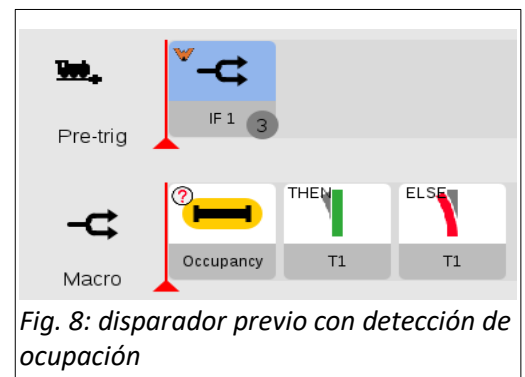 IF 1
3
Pre-trig
?
THEN
ELSE
Occupancy
T1
T1
Macro
Fig. 8: disparador previo con detección de
ocupación